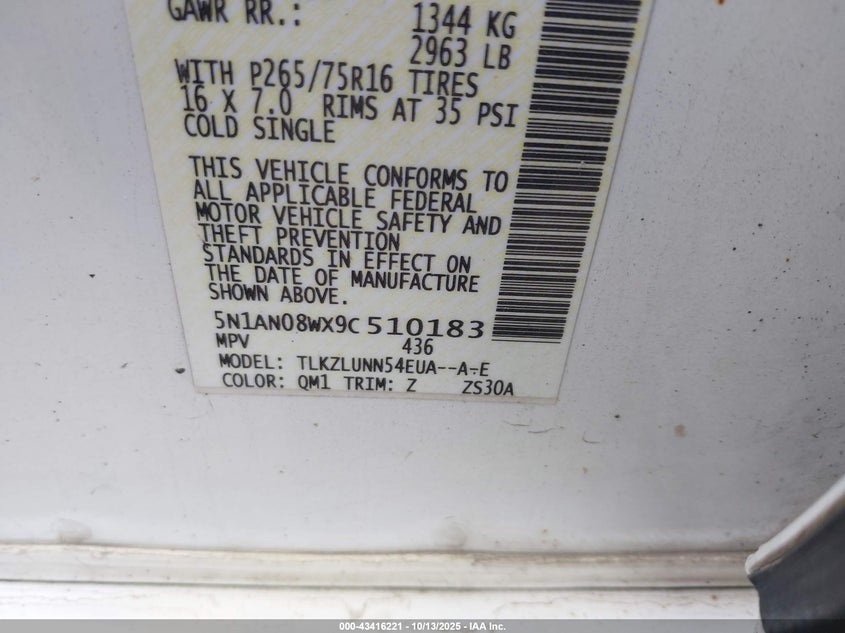 GAWR RR.: 1344 KG
2963 LB
WITH P265/75R16 TIRES
16 X 7.0 RIMS AT 35 PSI
COLD SINGLE
THIS VEHICLE CONFORMS TO
ALL APPLICABLE FEDERAL
MOTOR VEHICLE SAFETY AND
THEFT PREVENTION
STANDARDS IN EFFECT ON
THE DATE OF MANUFACTURE
SHOWN ABOVE.
5N1AN08WX9C510183
MPV 436
MODEL: TLKZLUNN54EUA--A-E
COLOR: QM1 TRIM: Z ZS30A
000-43416221 | 10/13/2025 - IAA Inc.